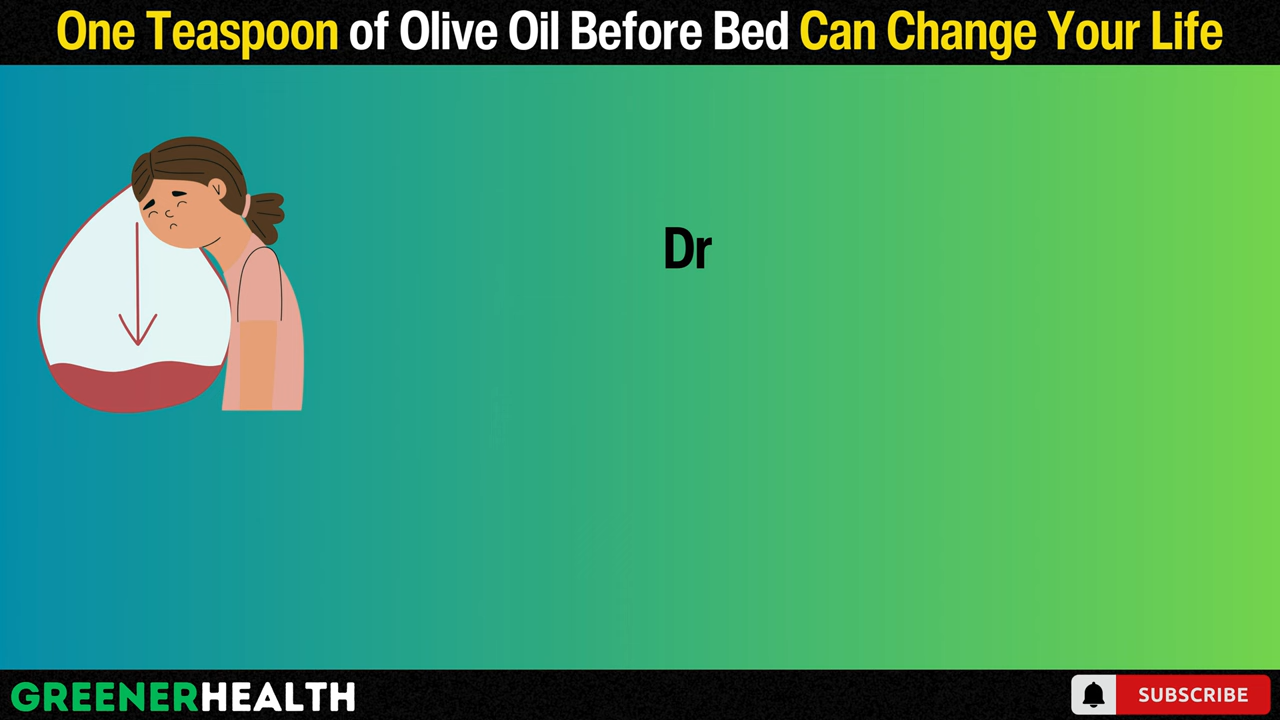 One Teaspoon of Olive Oil Before Bed Can Change Your Life
Dr
GREENERHEALTH
SUBSCRIBE